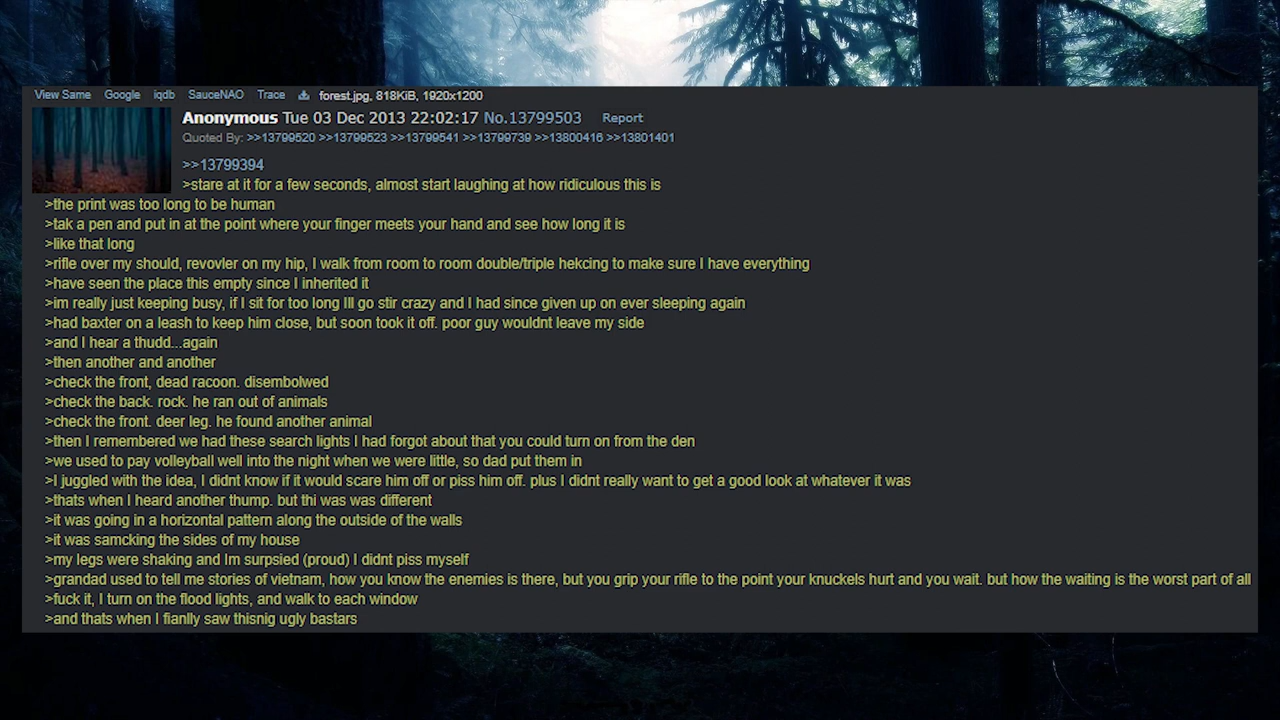 View Same Google iqdb SauceNAO Trace forest.jpg, 818KiB, 1920x1200
Anonymous Tue 03 Dec 2013 22:02:17 No.13799503 Report
Quoted By: >>13799520 >>13799523 >>13799541 >>13799739 >>13800416 >>13801401
>>13799394
>stare at it for a few seconds, almost start laughing at how ridiculous this is
>the print was too long to be human
>tak a pen and put in at the point where your finger meets your hand and see how long it is
>like that long
>rifle over my should, revovler on my hip, I walk from room to room double/triple hekcing to make sure I have everything
>have seen the place this empty since I inherited it
>im really just keeping busy, if I sit for too long Ill go stir crazy and I had since given up on ever sleeping again
>had baxter on a leash to keep him close, but soon took it off. poor guy wouldnt leave my side
>and I hear a thudd...again
>then another and another
>check the front, dead racoon. disembolwed
>check the back. rock. he ran out of animals
>check the front. deer leg. he found another animal
>then I remembered we had these search lights I had forgot about that you could turn on from the den
>we used to pay volleyball well into the night when we were little, so dad put them in
>I juggled with the idea, I didnt know if it would scare him off or piss him off. plus I didnt really want to get a good look at whatever it was
>thats when I heard another thump. but thi was was different
>it was going in a horizontal pattern along the outside of the walls
>it was samcking the sides of my house
>my legs were shaking and Im surpsied (proud) I didnt piss myself
>grandad used to tell me stories of vietnam, how you know the enemies is there, but you grip your rifle to the point your knuckels hurt and you wait. but how the waiting is the worst part of all
>fuck it, I turn on the flood lights, and walk to each window
>and thats when I fianlly saw thisnig ugly bastars